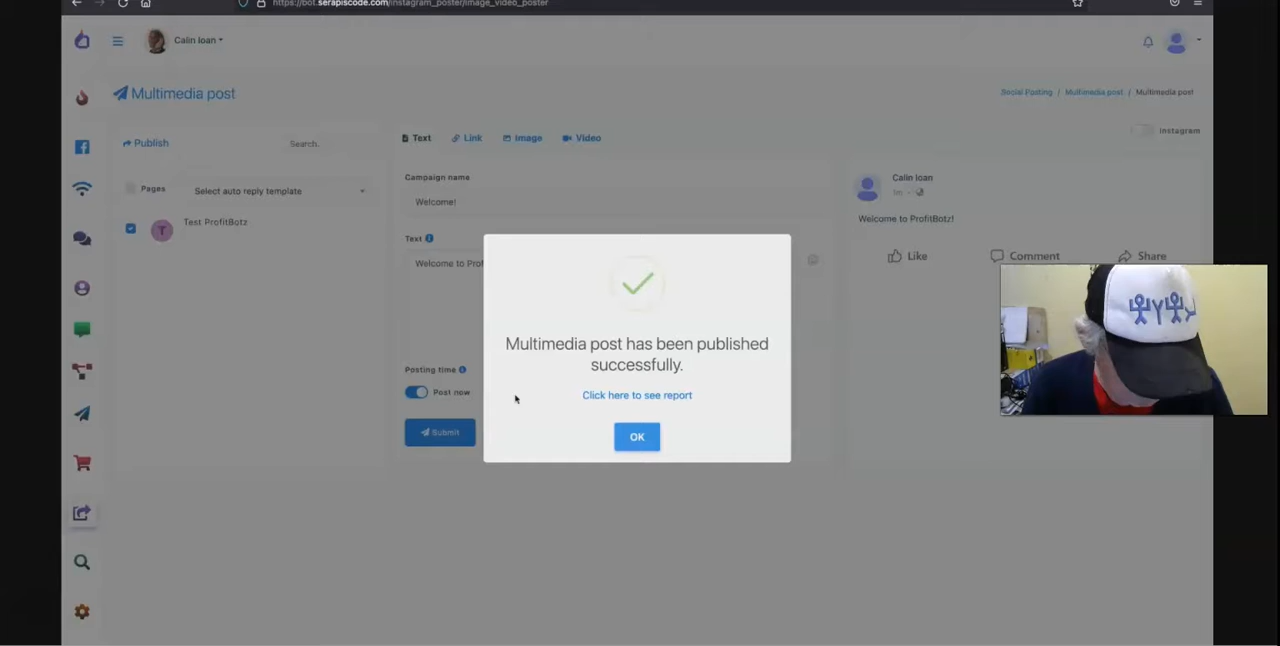 https://bot.serapiscode.com/instagram_poster/image_video_poster
Calin Ioan
Multimedia post
Social Posting / Multimedia post / Multimedia post
Publish
Search.
Text
Link
Image
Video
Instagram
Pages
Select auto reply template
T
Test ProfitBotz
Campaign name
Welcome!
Text
Welcome to Prof
Posting time
Post now
Submit
Calin Ioan
Welcome to ProfitBotz!
Like
Comment
Share
Multimedia post has been published
successfully.
Click here to see report
OK